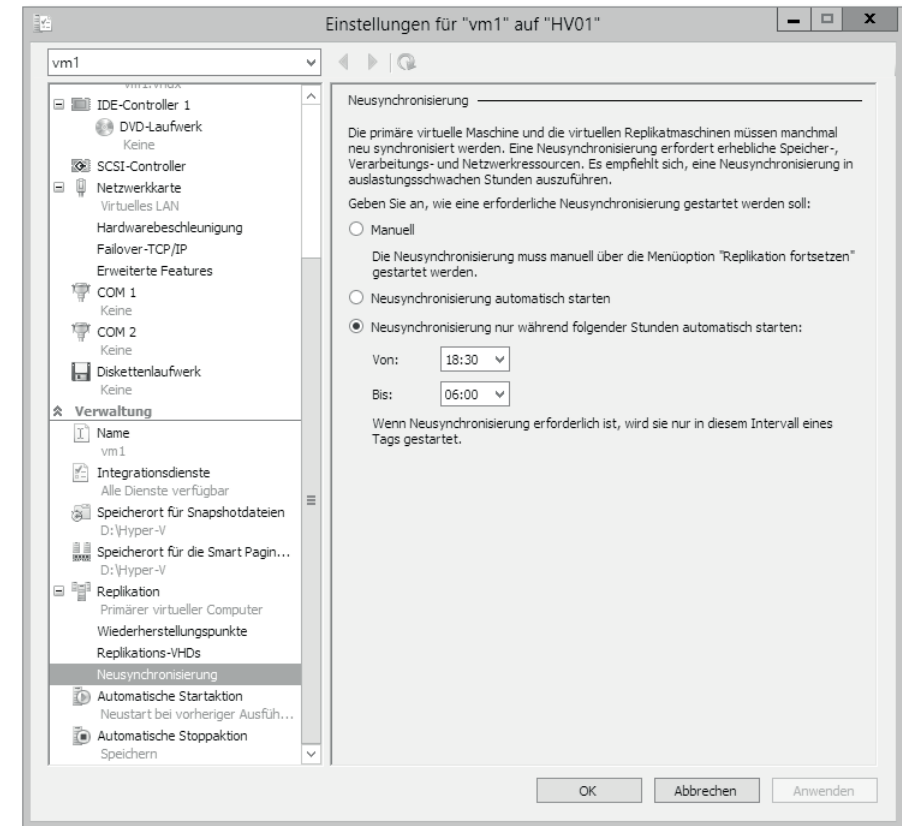 Einstellungen für "vm1" auf "HV01"
vm1
vm1.vhdx
IDE-Controller 1
DVD-Laufwerk
Keine
SCSI-Controller
Netzwerkkarte
Virtuelles LAN
Hardwarebeschleunigung
Failover-TCP/IP
Erweiterte Features
COM 1
Keine
COM 2
Keine
Diskettenlaufwerk
Keine
Verwaltung
Name
vm1
Integrationsdienste
Alle Dienste verfügbar
Speicherort für Snapshotdateien
D:\Hyper-V
Speicherort für die Smart Pagin...
D:\Hyper-V
Replikation
Primärer virtueller Computer
Wiederherstellungspunkte
Replikations-VHDs
Neusynchronisierung
Automatische Startaktion
Neustart bei vorheriger Ausfüh...
Automatische Stoppaktion
Speichern
Neusynchronisierung
Die primäre virtuelle Maschine und die virtuellen Replikatmaschinen müssen manchmal
neu synchronisiert werden. Eine Neusynchronisierung erfordert erhebliche Speicher-,
Verarbeitungs- und Netzwerkressourcen. Es empfiehlt sich, eine Neusynchronisierung in
auslastungsschwachen Stunden auszuführen.
Geben Sie an, wie eine erforderliche Neusynchronisierung gestartet werden soll:
Manuell
Die Neusynchronisierung muss manuell über die Menüoption "Replikation fortsetzen"
gestartet werden.
Neusynchronisierung automatisch starten
Neusynchronisierung nur während folgender Stunden automatisch starten:
Von: 18:30
Bis: 06:00
Wenn Neusynchronisierung erforderlich ist, wird sie nur in diesem Intervall eines
Tags gestartet.
OK Abbrechen Anwenden